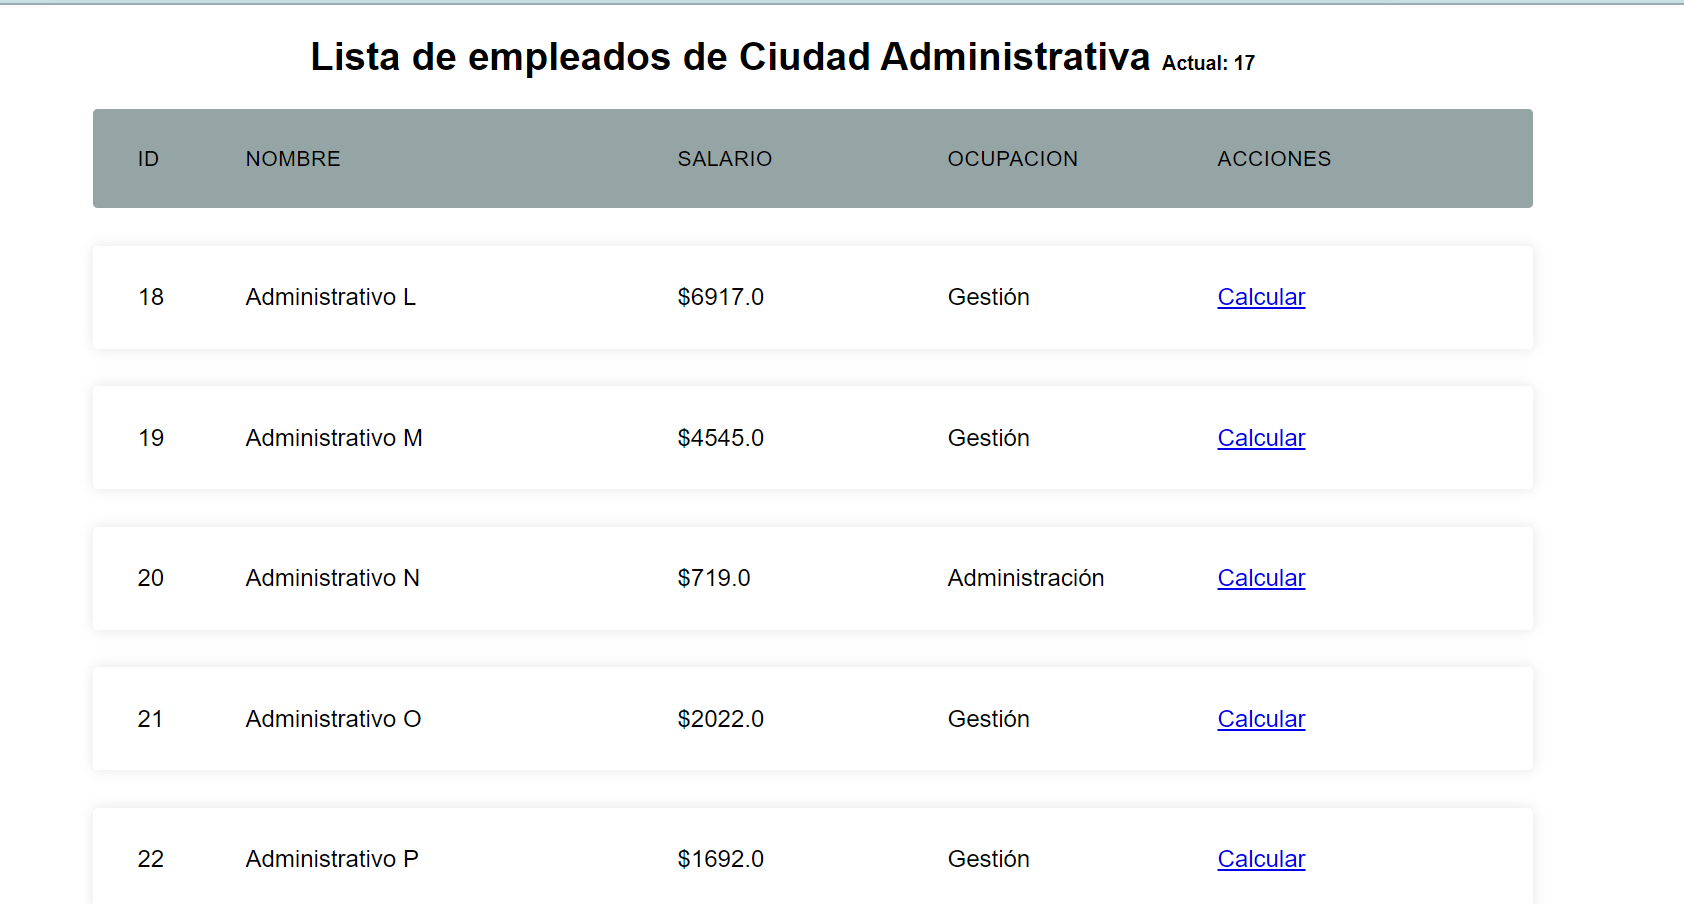 Lista de empleados de Ciudad Administrativa Actual: 17
ID NOMBRE SALARIO OCUPACION ACCIONES
18 Administrativo L $6917.0 Gestión Calcular
19 Administrativo M $4545.0 Gestión Calcular
20 Administrativo N $719.0 Administración Calcular
21 Administrativo O $2022.0 Gestión Calcular
22 Administrativo P $1692.0 Gestión Calcular